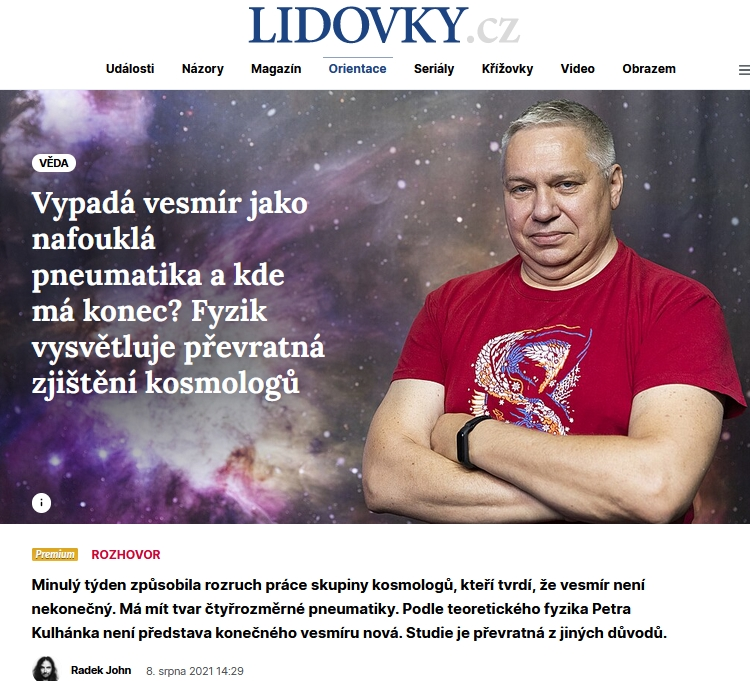 LIDOVKY.cz
Události Názory Magazín Orientace Seriály Křížovky Video Obrazem
VĚDA
Vypadá vesmír jako
nafouklá
pneumatika a kde
má konec? Fyzik
vysvětluje převratná
zjištění kosmologů
i
Premium ROZHOVOR
Minulý týden způsobila rozruch práce skupiny kosmologů, kteří tvrdí, že vesmír není
nekonečný. Má mít tvar čtyřrozměrné pneumatiky. Podle teoretického fyzika Petra
Kulhánka není představa konečného vesmíru nová. Studie je převratná z jiných důvodů.
Radek John 8. srpna 2021 14:29